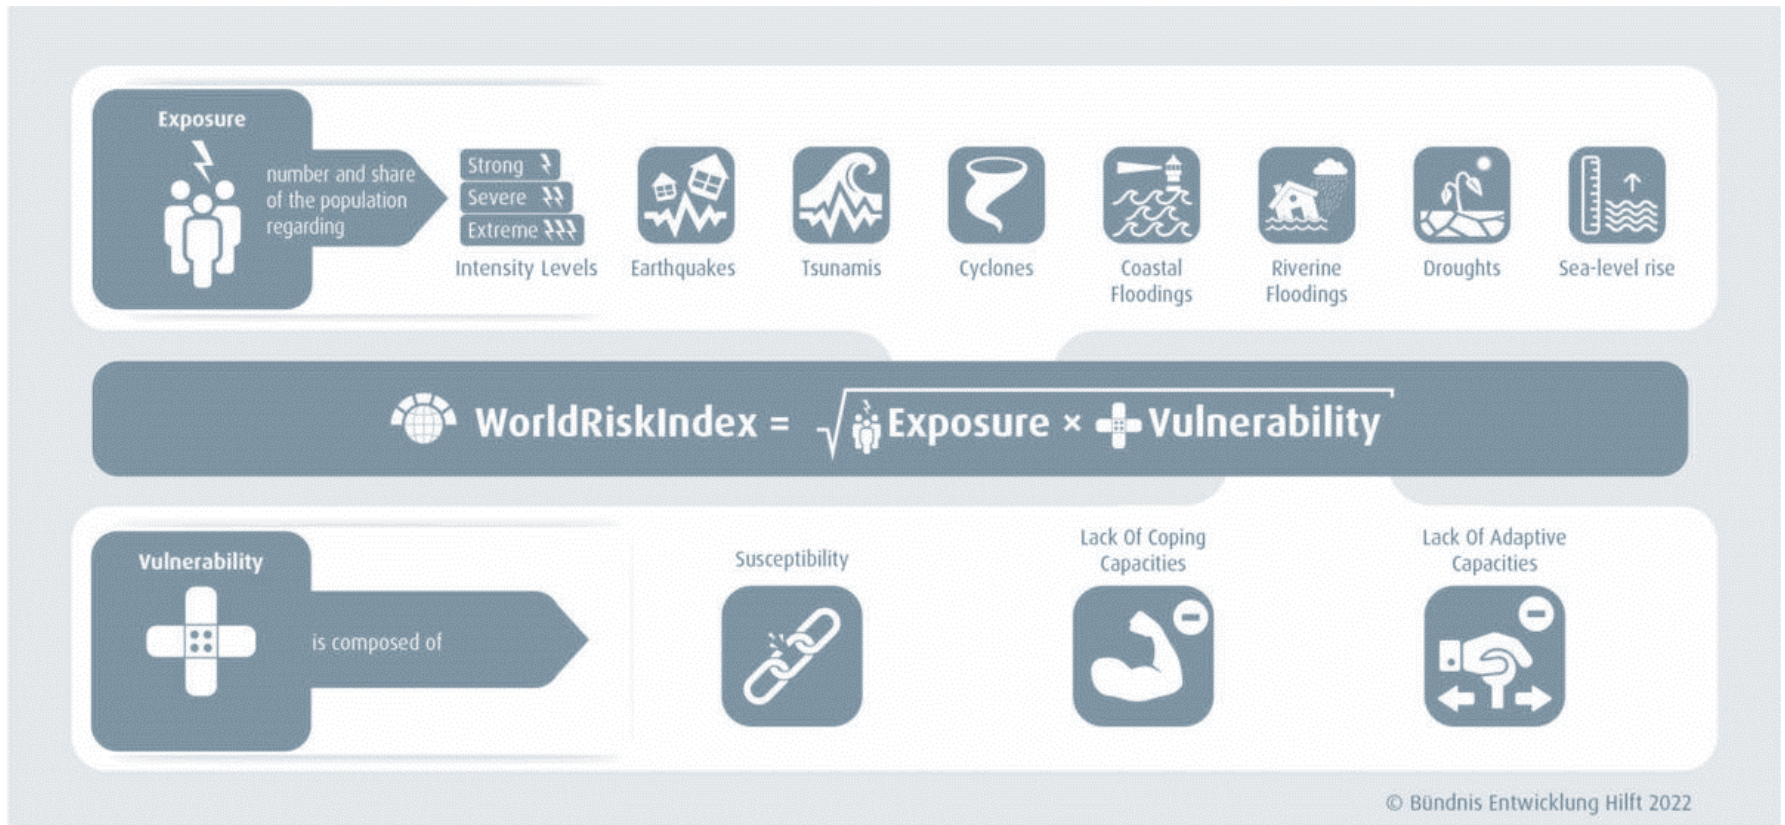 Exposure
number and share
of the population
regarding
Strong
Severe
Extreme
Intensity Levels
Earthquakes
Tsunamis
Cyclones
Coastal
Floodings
Riverine
Floodings
Droughts
Sea-level rise
WorldRiskIndex = √ Exposure × Vulnerability
Vulnerability
is composed of
Susceptibility
Lack Of Coping
Capacities
Lack Of Adaptive
Capacities
© Bündnis Entwicklung Hilft 2022